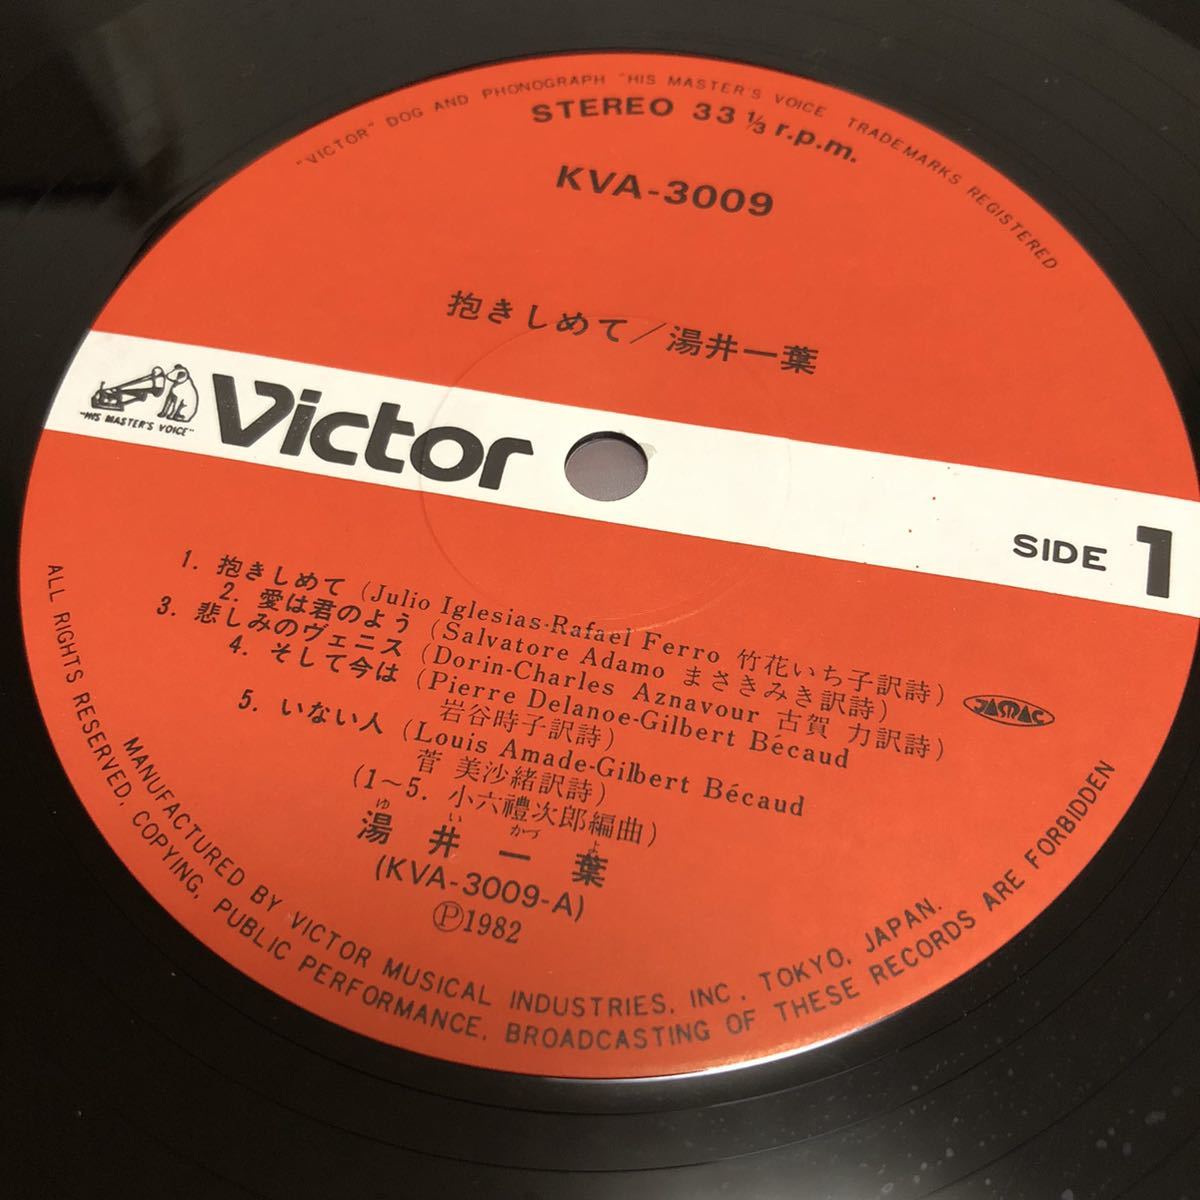 "VICTOR" DOG AND PHONOGRAPH "HIS MASTER'S VOICE TRADEMARKS REGISTERED
STEREO 33 1/3 r.p.m.
KVA-3009
抱きしめて/湯井一葉
"HIS MASTER'S VOICE"
Victor
SIDE 1
1. 抱きしめて (Julio Iglesias・Rafael Ferro 竹花いち子訳詩)
2. 愛は君のよう (Salvatore Adamo まさきみき訳詩)
3. 悲しみのヴェニス (Dorin-Charles Aznavour 古賀 力訳詩)
4. そして今は (Pierre Delanoe-Gilbert Bécaud
岩谷時子訳詩)
5. いない人 (Louis Amade-Gilbert Bécaud
菅 美沙緒訳詩)
(1~5. 小六禮次郎編曲)
ゆ い かづ よ
湯井一葉
(KVA-3009-A)
Ⓟ1982
JASRAC
MANUFACTURED BY VICTOR MUSICAL INDUSTRIES, INC. TOKYO, JAPAN.
ALL RIGHTS RESERVED, COPYING, PUBLIC PERFORMANCE, BROADCASTING OF THESE RECORDS ARE FORBIDDEN